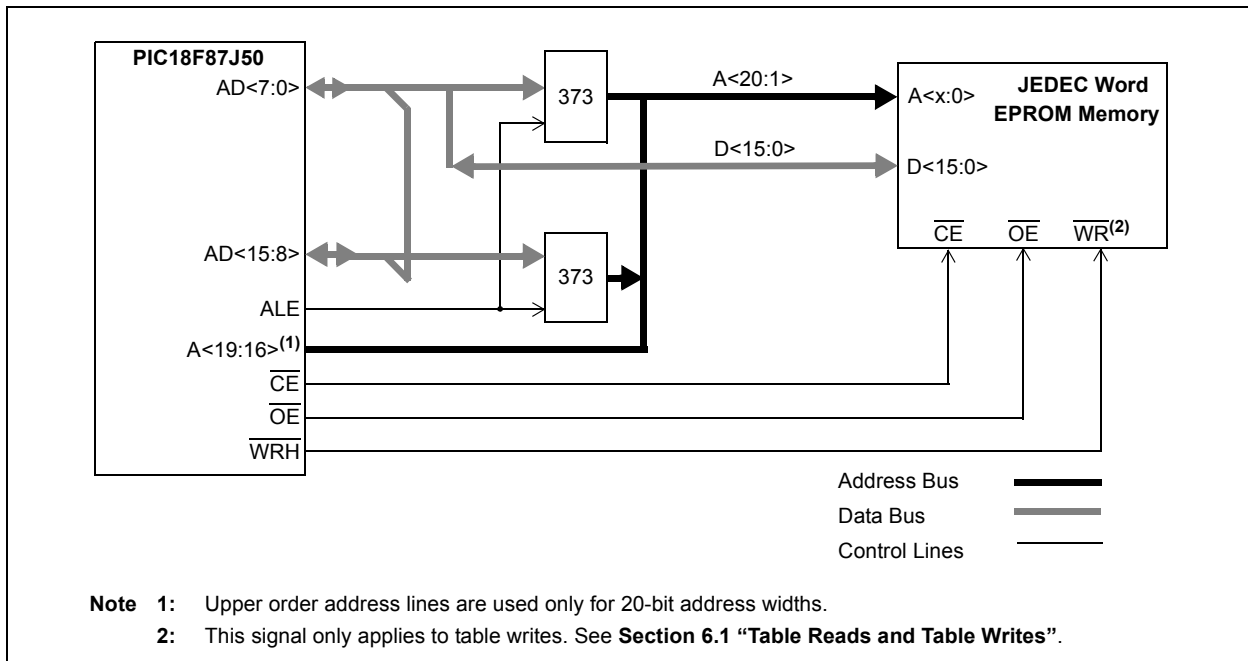 PIC18F87J50
AD<7:0>
373
A<20:1>
A<x:0>
JEDEC Word
EPROM Memory
D<15:0>
D<15:0>
CE
OE
WR(2)
AD<15:8>
373
ALE
A<19:16>(1)
CE
OE
WRH
Address Bus
Data Bus
Control Lines
Note 1: Upper order address lines are used only for 20-bit address widths.
2: This signal only applies to table writes. See Section 6.1 “Table Reads and Table Writes”.